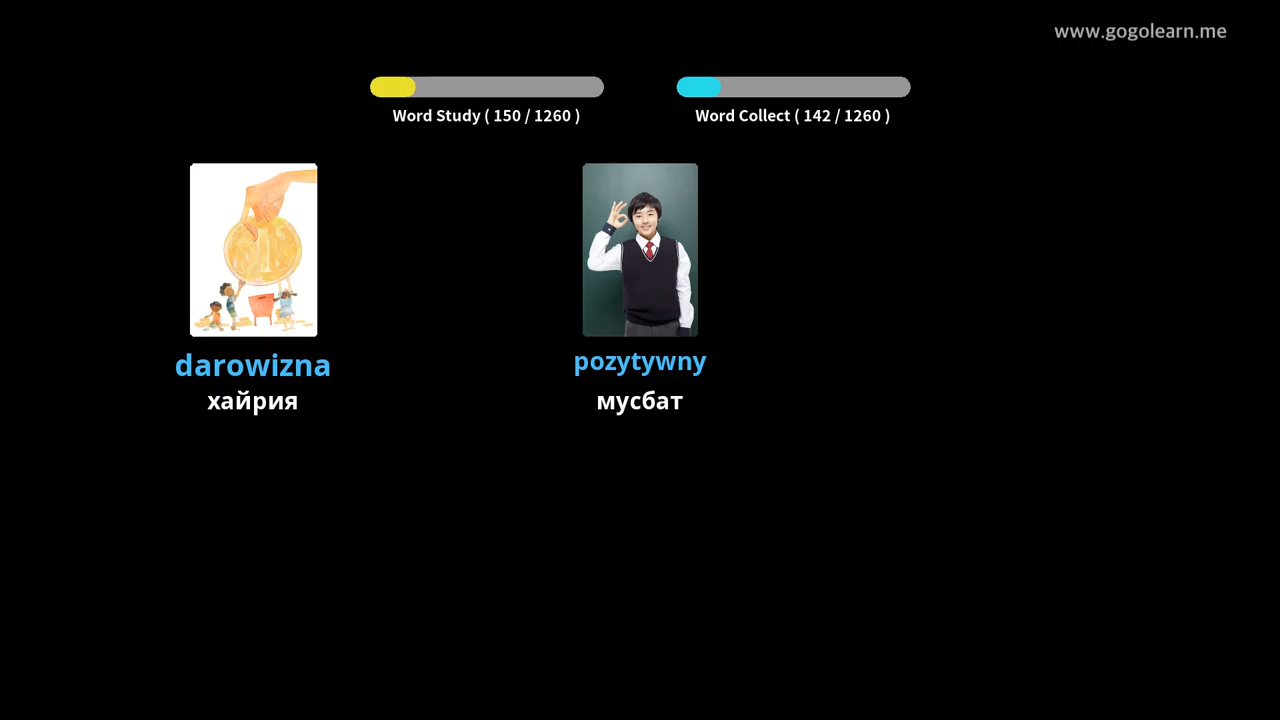 www.gogolearn.me
Word Study ( 150 / 1260 )
Word Collect ( 142 / 1260 )
darowizna
хайрия
pozytywny
мусбат